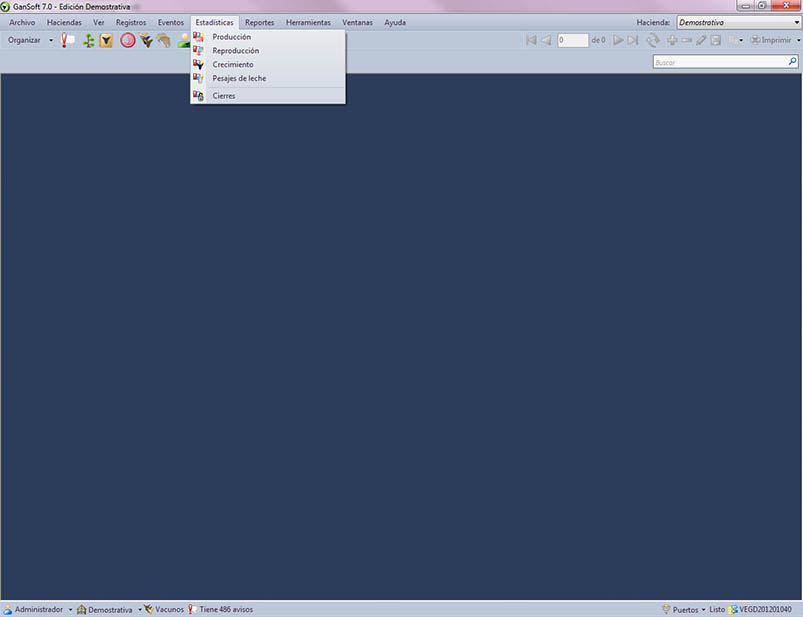 GanSoft 7.0 - Edición Demostrativa
Archivo Haciendas Ver Registros Eventos Estadísticas Reportes Herramientas Ventanas Ayuda Hacienda: Demostrativa
Organizar 0 de 0 Imprimir
Buscar
Producción
Reproducción
Crecimiento
Pesajes de leche
Cierres
Administrador Demostrativa Vacunos Tiene 486 avisos Puertos Listo VEGD201201040